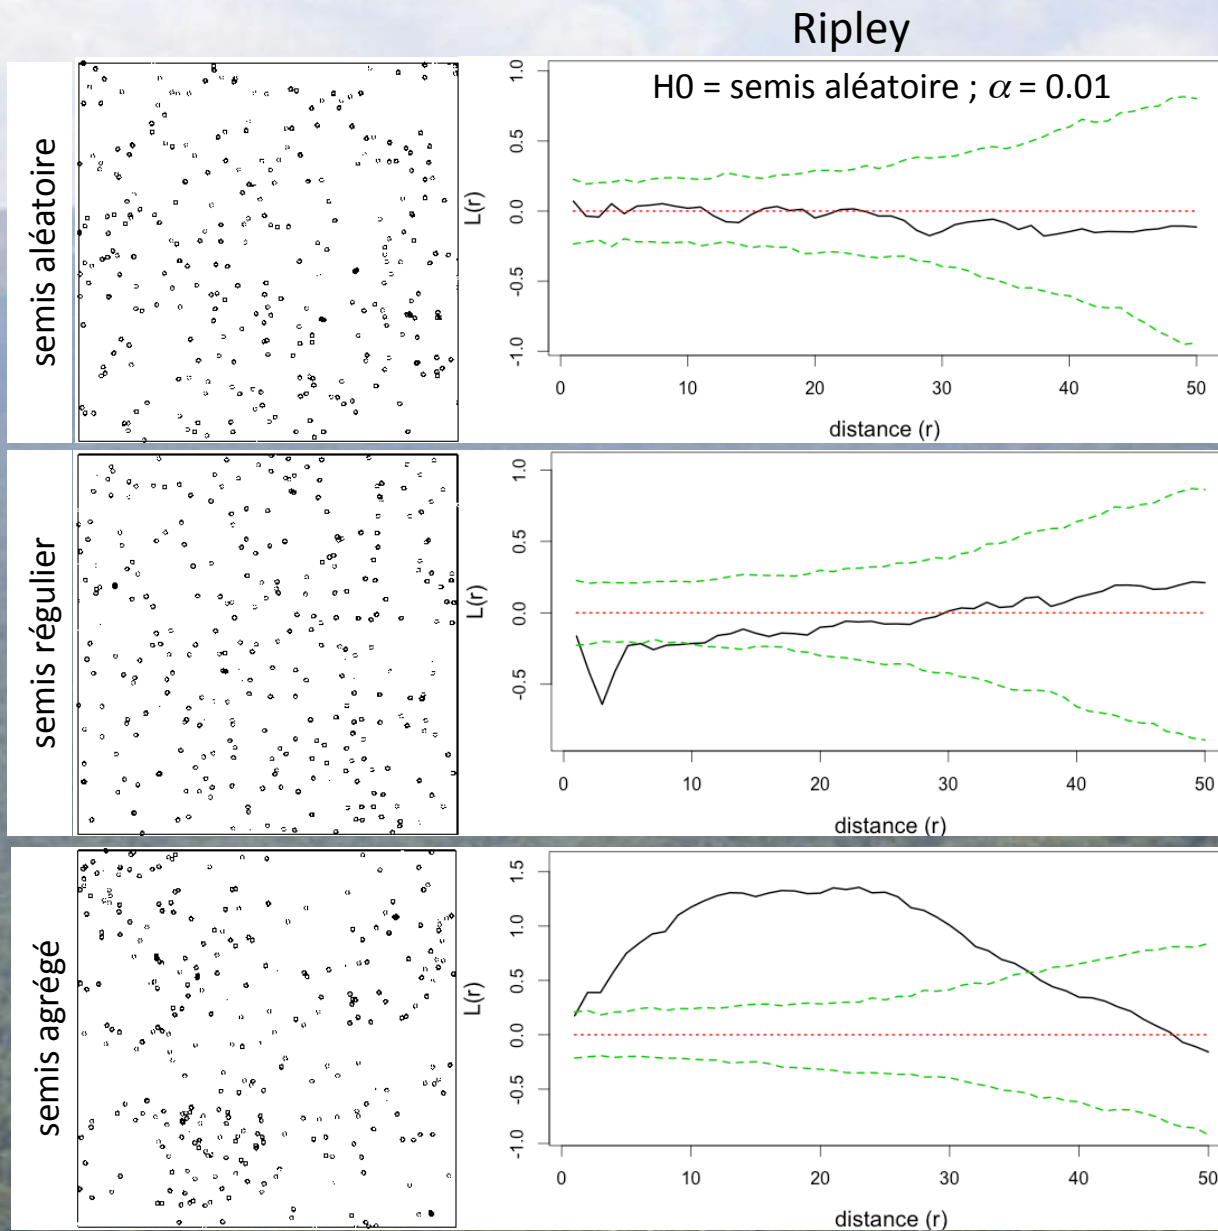 Ripley
semis aléatoire
H0 = semis aléatoire ; α = 0.01
L(r)
1.0
0.5
0.0
-0.5
-1.0
0 10 20 30 40 50
distance (r)
semis régulier
L(r)
1.0
0.5
0.0
-0.5
0 10 20 30 40 50
distance (r)
semis agrégé
L(r)
1.5
1.0
0.5
0.0
-0.5
-1.0
0 10 20 30 40 50
distance (r)